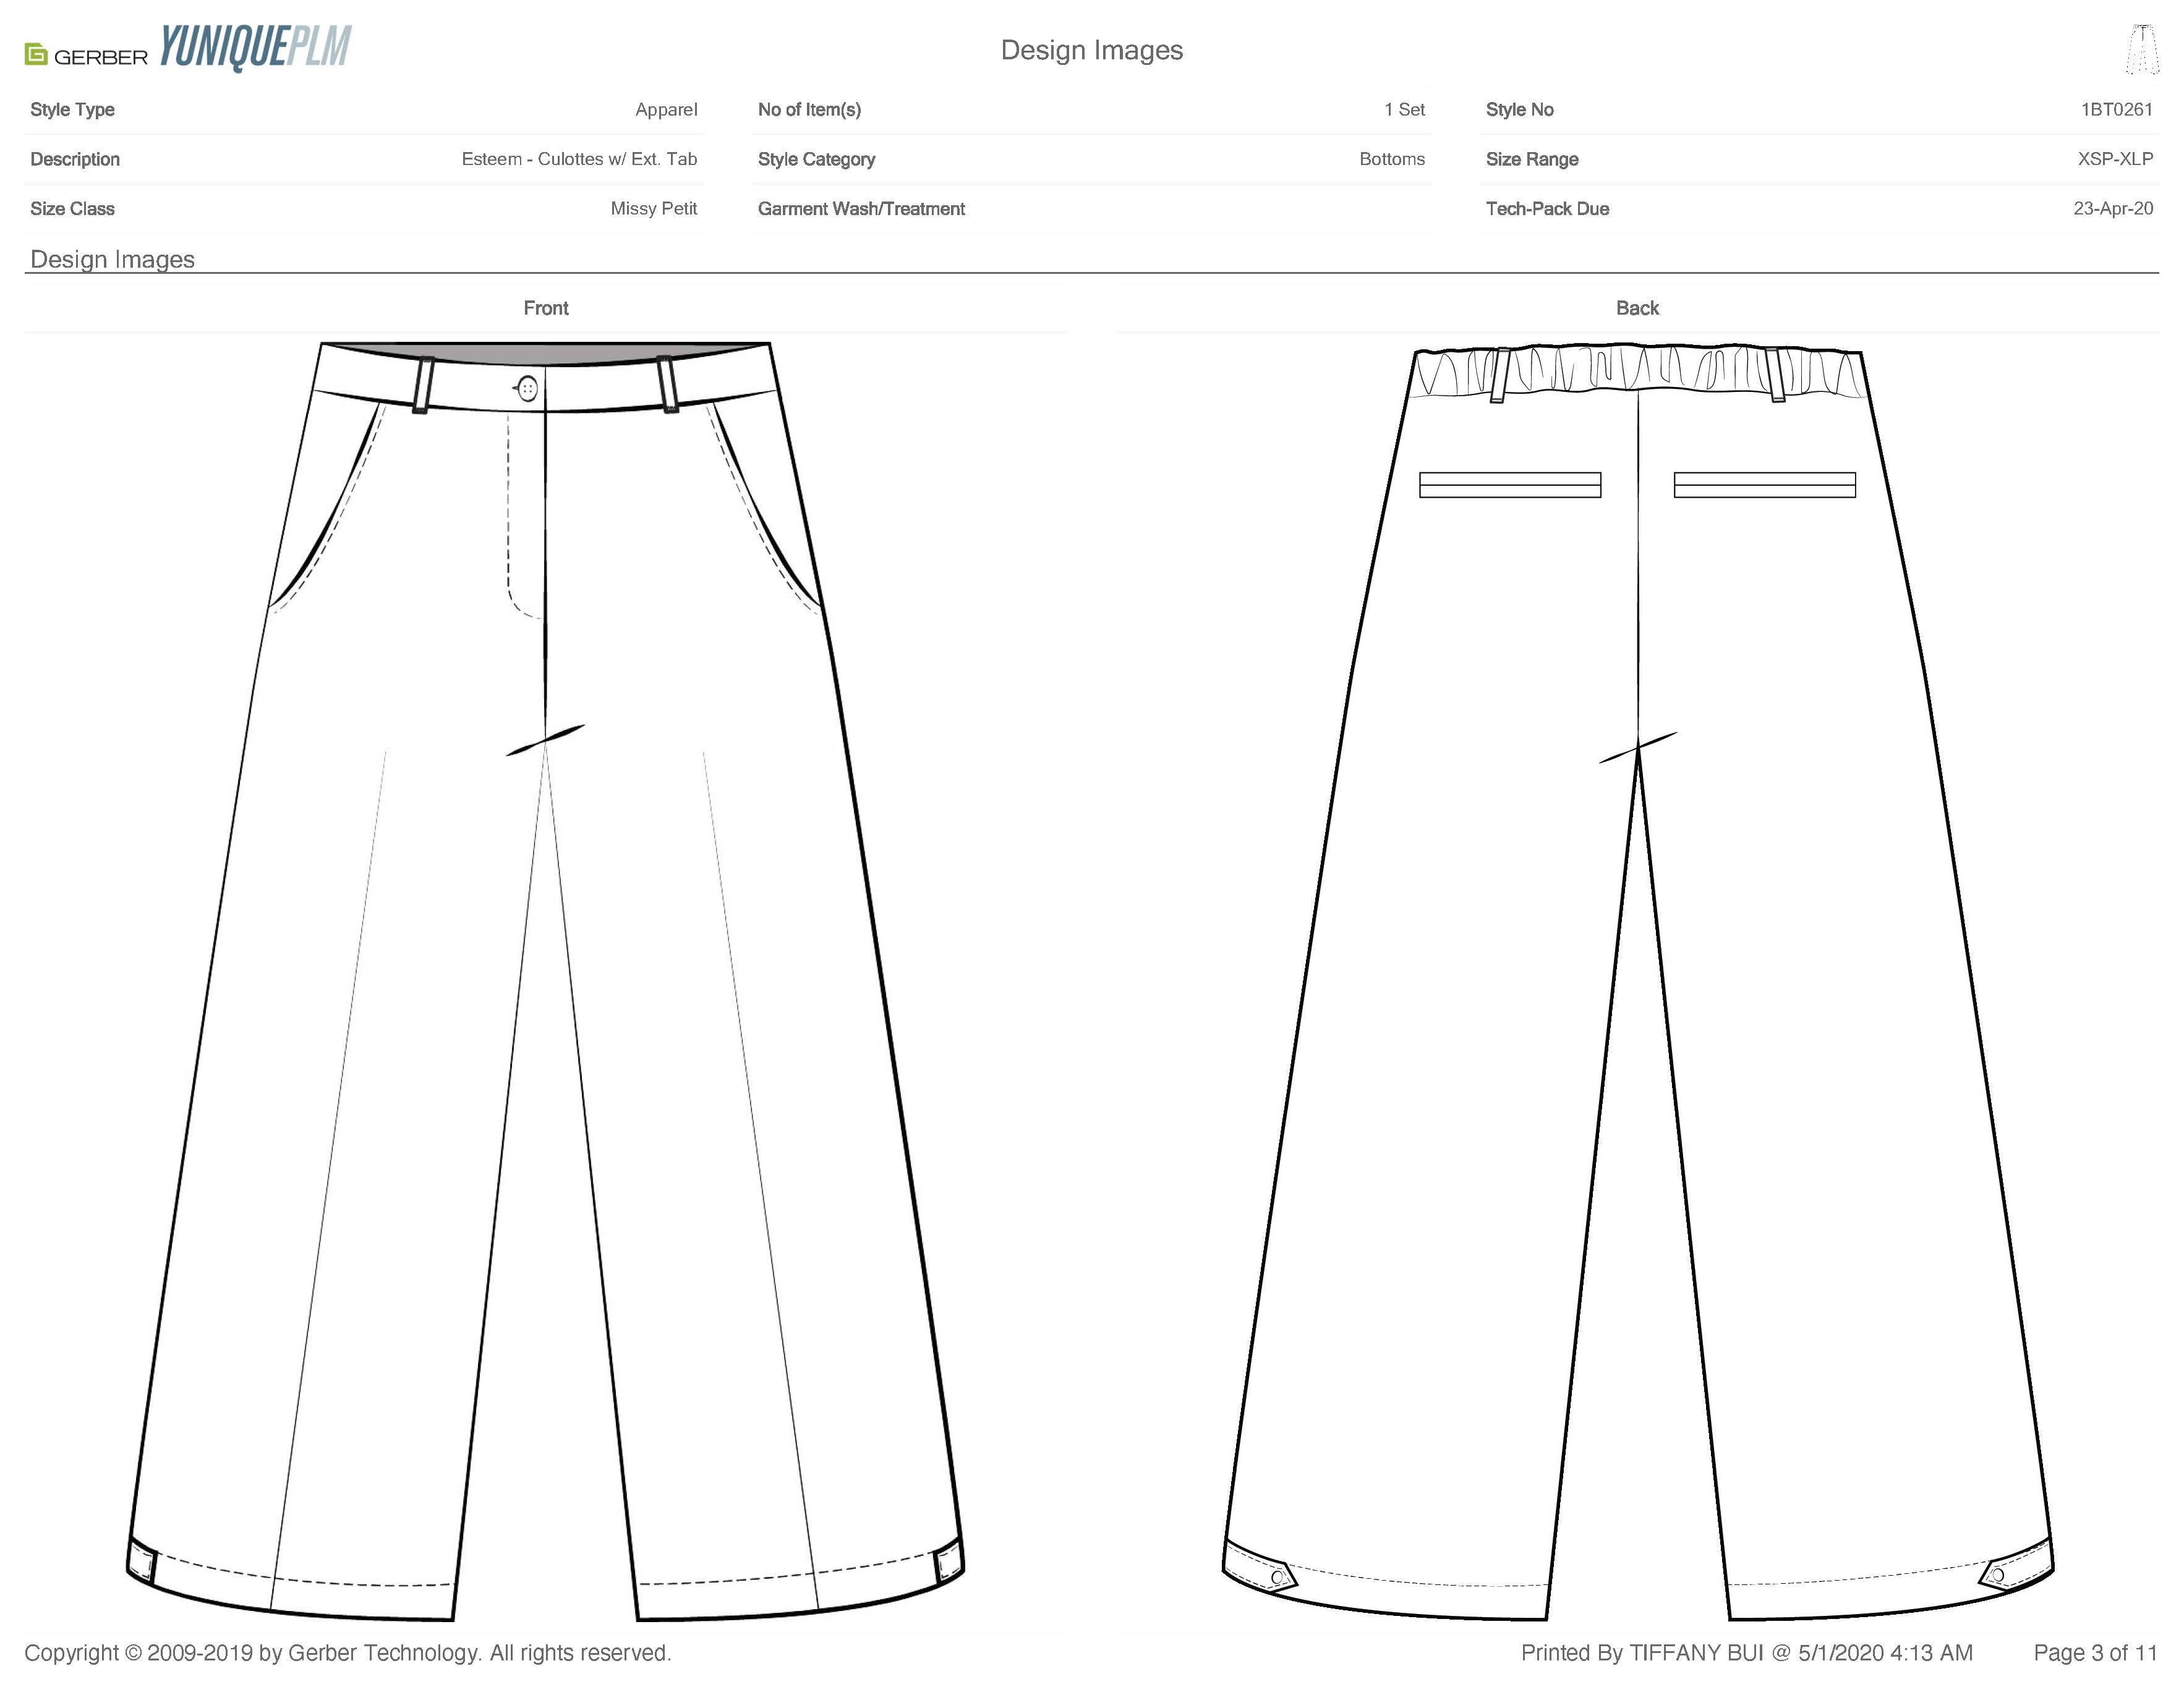 GERBER YUNIQUEPLM
Design Images
Style Type Apparel No of Item(s) 1 Set Style No 1BT0261
Description Esteem - Culottes w/ Ext. Tab Style Category Bottoms Size Range XSP-XLP
Size Class Missy Petit Garment Wash/Treatment Tech-Pack Due 23-Apr-20
Design Images
Front Back
Copyright © 2009-2019 by Gerber Technology. All rights reserved. Printed By TIFFANY BUI @ 5/1/2020 4:13 AM Page 3 of 11